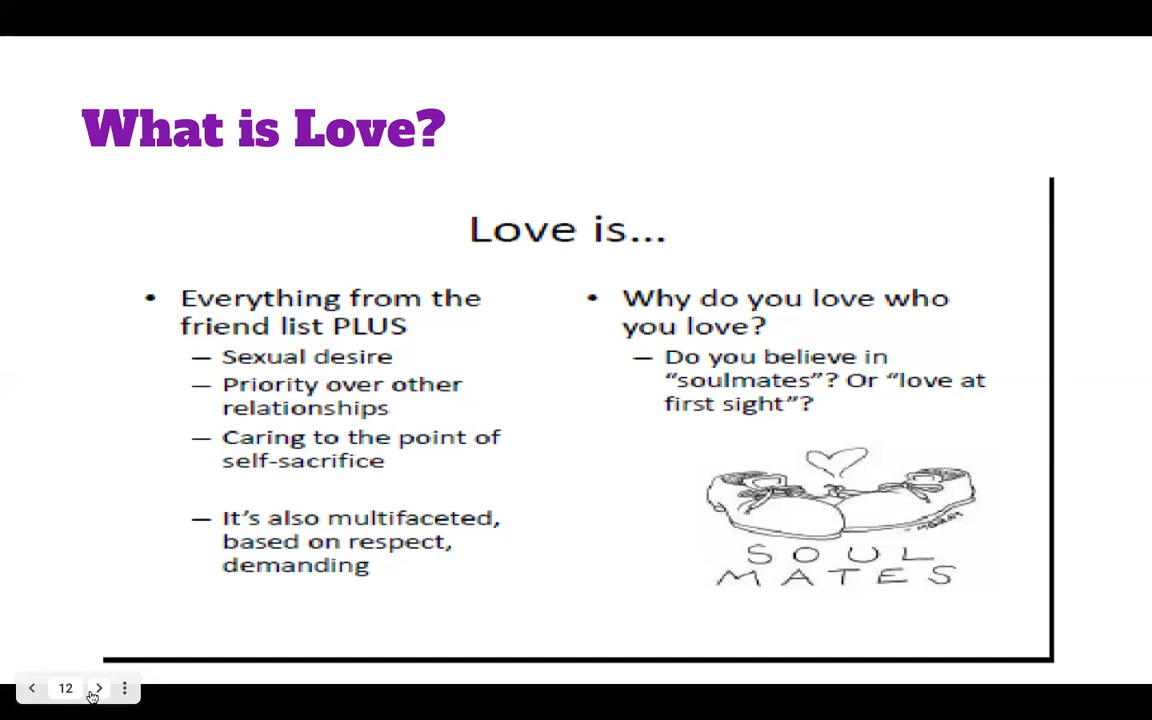 What is Love?
Love is...
• Everything from the
friend list PLUS
– Sexual desire
– Priority over other
relationships
– Caring to the point of
self-sacrifice
– It's also multifaceted,
based on respect,
demanding
• Why do you love who
you love?
– Do you believe in
“soulmates”? Or “love at
first sight”?
SOUL
MATES
12